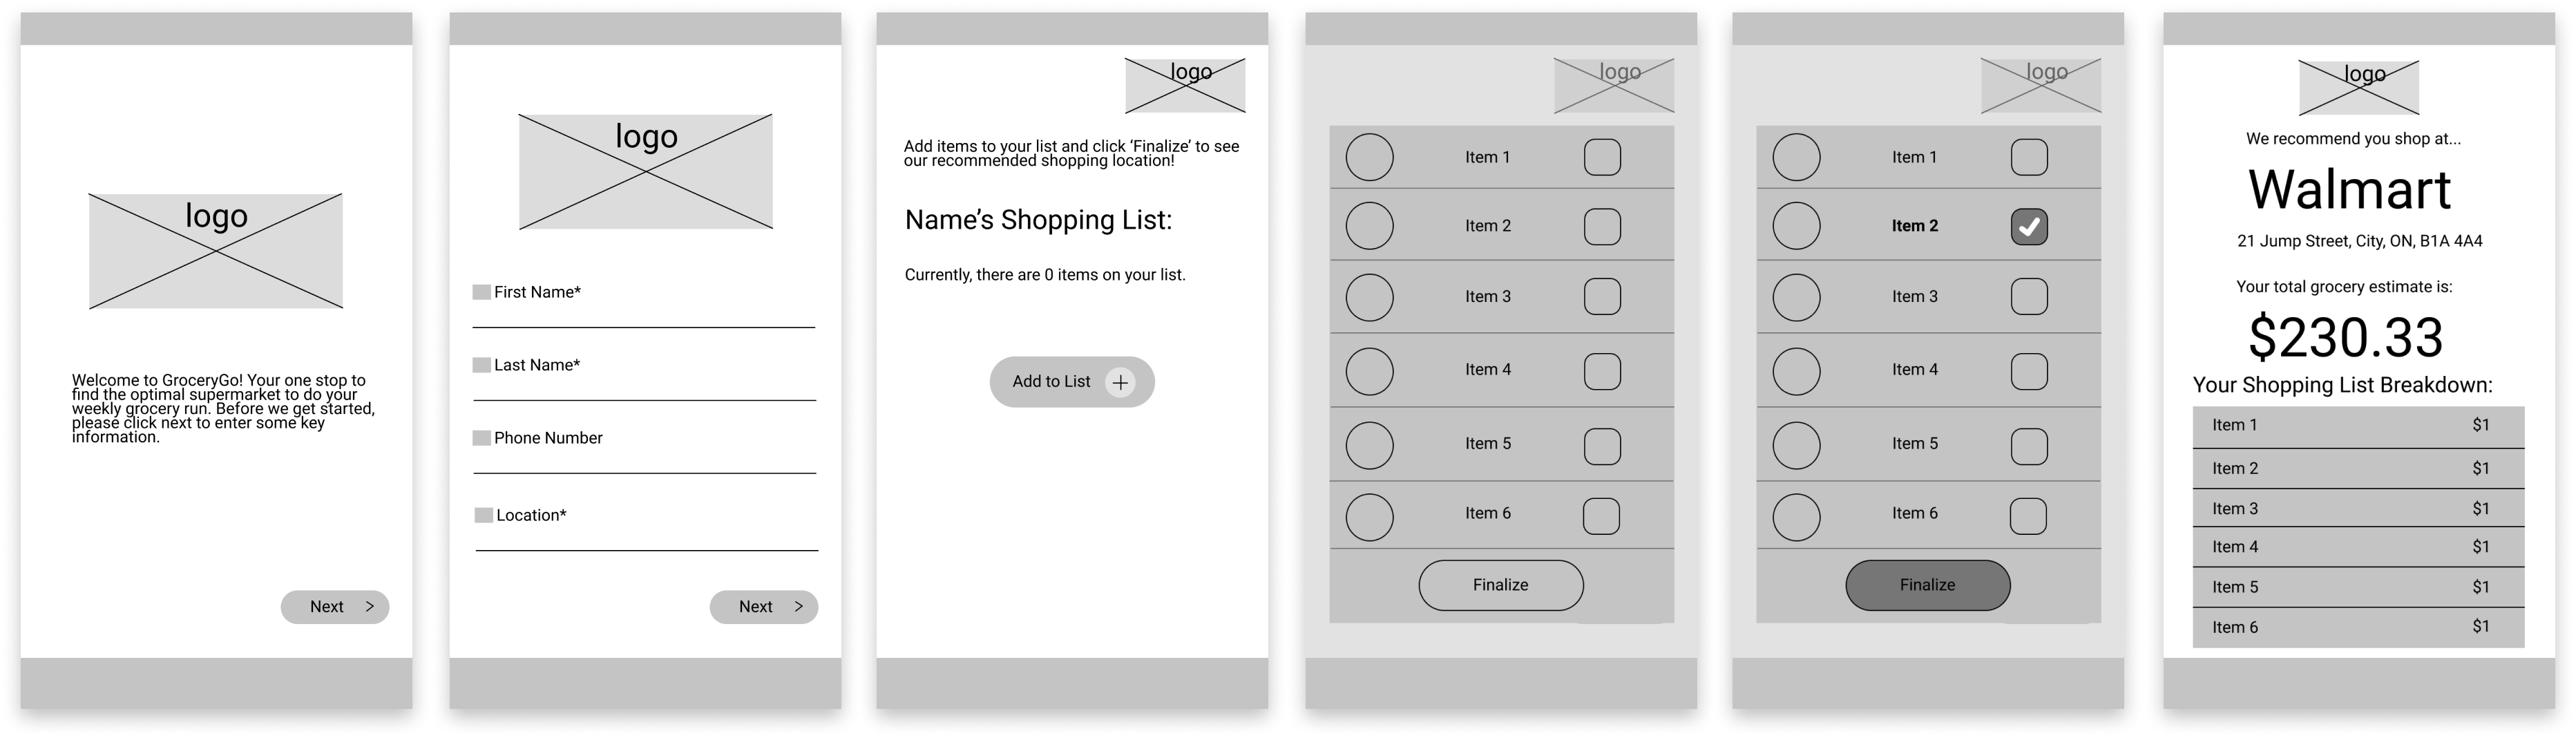 logo
Welcome to GroceryGo! Your one stop to
find the optimal supermarket to do your
weekly grocery run. Before we get started,
please click next to enter some key
information.
Next >
logo
First Name*
Last Name*
Phone Number
Location*
Next >
logo
Add items to your list and click ‘Finalize’ to see
our recommended shopping location!
Name’s Shopping List:
Currently, there are 0 items on your list.
Add to List +
logo
Item 1
Item 2
Item 3
Item 4
Item 5
Item 6
Finalize
logo
Item 1
Item 2
Item 3
Item 4
Item 5
Item 6
Finalize
logo
We recommend you shop at...
Walmart
21 Jump Street, City, ON, B1A 4A4
Your total grocery estimate is:
$230.33
Your Shopping List Breakdown:
Item 1 $1
Item 2 $1
Item 3 $1
Item 4 $1
Item 5 $1
Item 6 $1